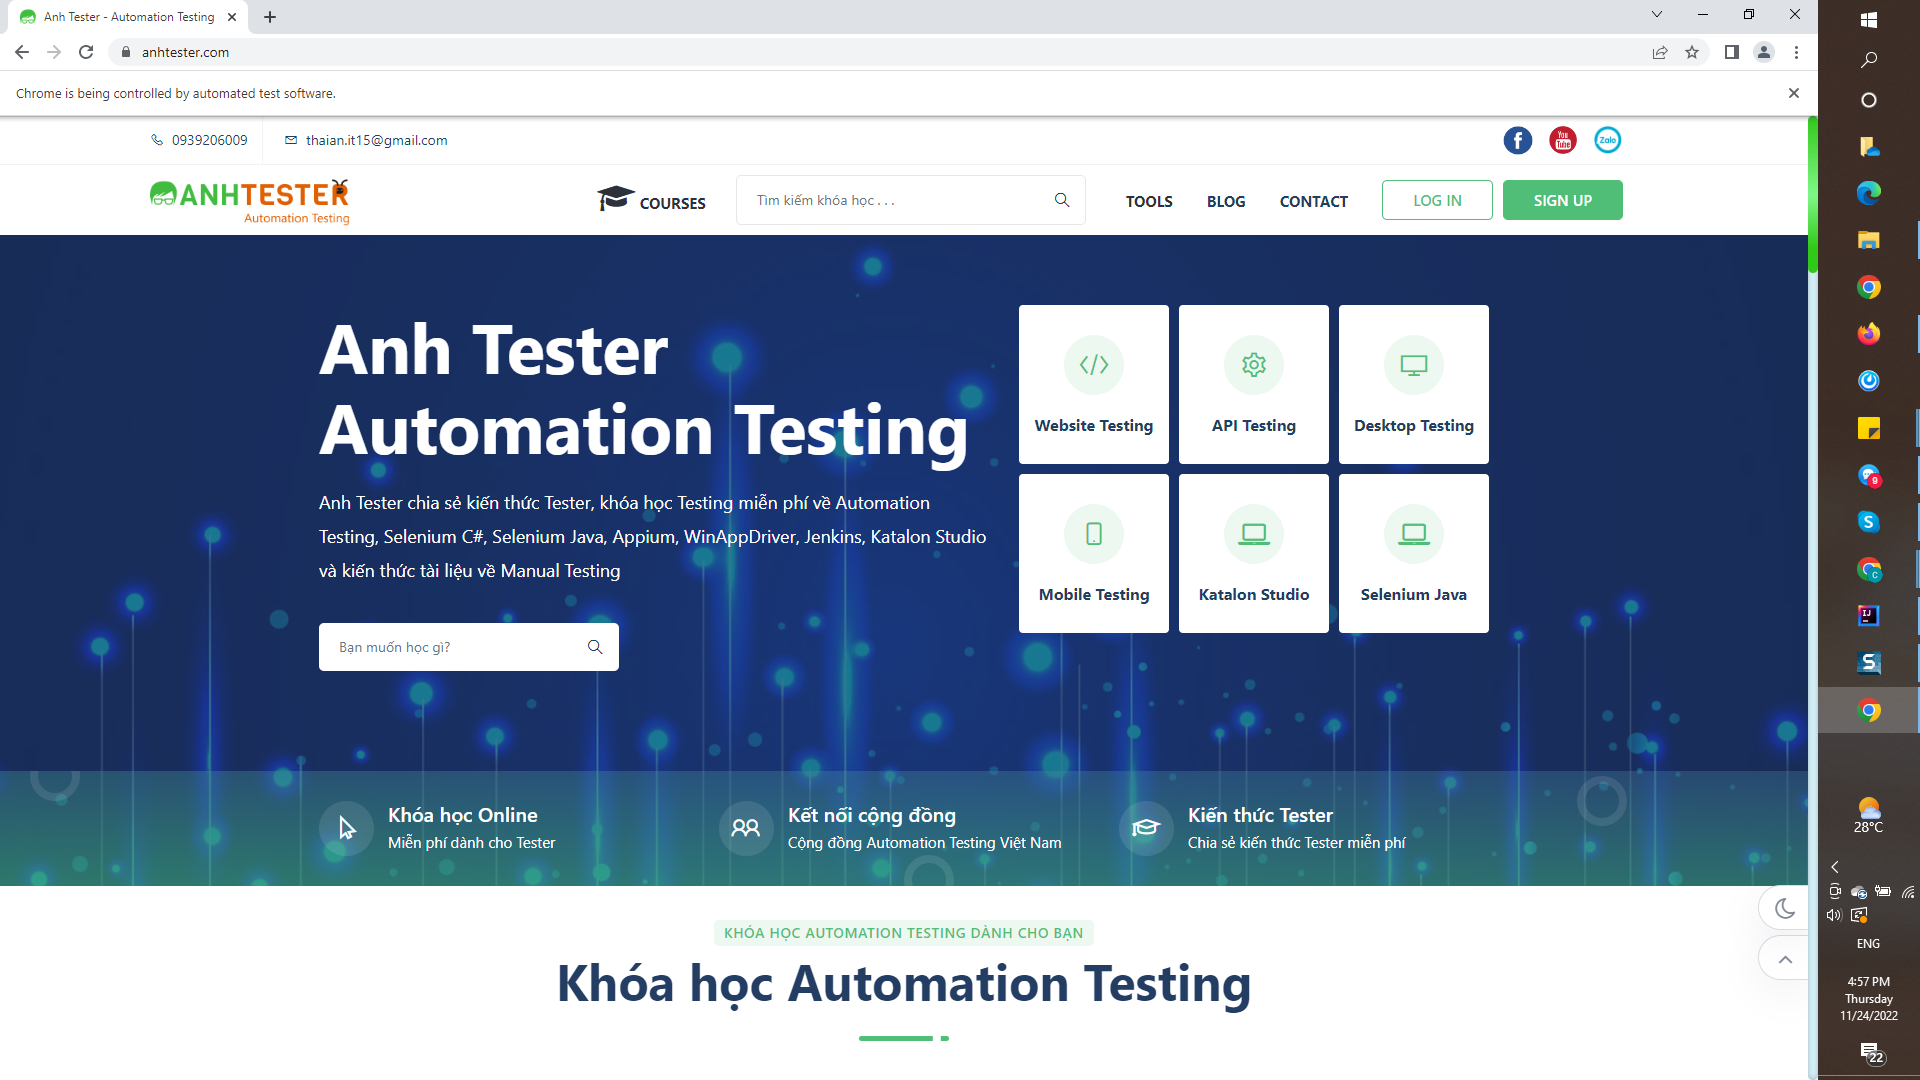 Anh Tester - Automation Testing
anhtester.com
Chrome is being controlled by automated test software.
0939206009
thaian.it15@gmail.com
f
You Tube
Zalo
ANHTESTER
Automation Testing
COURSES
Tìm kiếm khóa học . . .
TOOLS
BLOG
CONTACT
LOG IN
SIGN UP
Anh Tester
Automation Testing
Anh Tester chia sẻ kiến thức Tester, khóa học Testing miễn phí về Automation
Testing, Selenium C#, Selenium Java, Appium, WinAppDriver, Jenkins, Katalon Studio
và kiến thức tài liệu về Manual Testing
Bạn muốn học gì?
Website Testing
API Testing
Desktop Testing
Mobile Testing
Katalon Studio
Selenium Java
Khóa học Online
Miễn phí dành cho Tester
Kết nối cộng đồng
Cộng đồng Automation Testing Việt Nam
Kiến thức Tester
Chia sẻ kiến thức Tester miễn phí
KHÓA HỌC AUTOMATION TESTING DÀNH CHO BẠN
Khóa học Automation Testing
9
S
C
IJ
S
28°C
ENG
4:57 PM
Thursday
11/24/2022
22